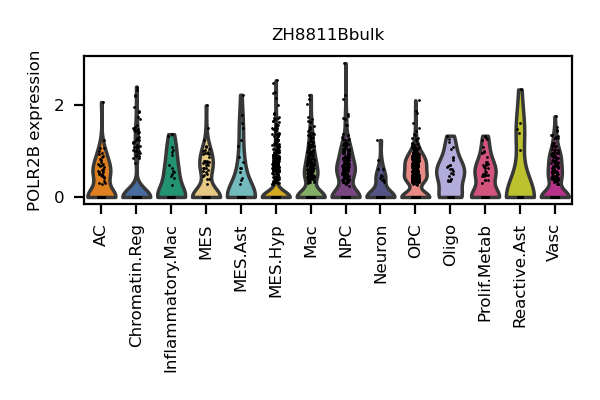 ZH8811Bbulk
POLR2B expression
2
0
AC
Chromatin.Reg
Inflammatory.Mac
MES
MES.Ast
MES.Hyp
Mac
NPC
Neuron
OPC
Oligo
Prolif.Metab
Reactive.Ast
Vasc